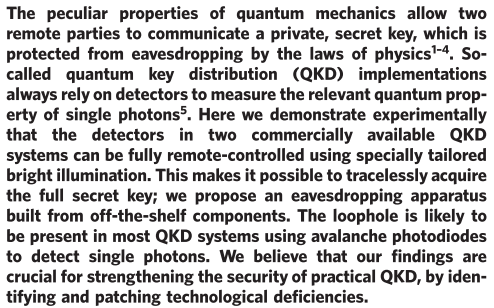 The peculiar properties of quantum mechanics allow two
remote parties to communicate a private, secret key, which is
protected from eavesdropping by the laws of physics¹⁻⁴. So-
called quantum key distribution (QKD) implementations
always rely on detectors to measure the relevant quantum prop-
erty of single photons⁵. Here we demonstrate experimentally
that the detectors in two commercially available QKD
systems can be fully remote-controlled using specially tailored
bright illumination. This makes it possible to tracelessly acquire
the full secret key; we propose an eavesdropping apparatus
built from off-the-shelf components. The loophole is likely to
be present in most QKD systems using avalanche photodiodes
to detect single photons. We believe that our findings are
crucial for strengthening the security of practical QKD, by iden-
tifying and patching technological deficiencies.